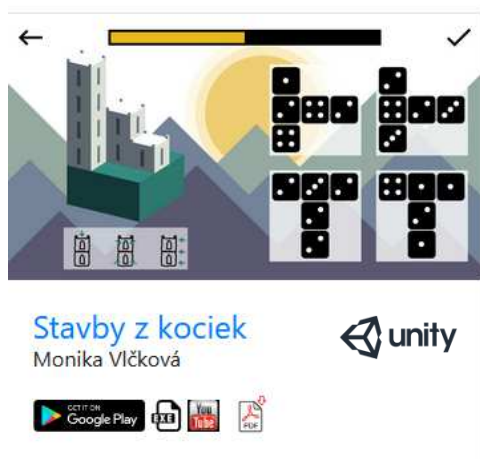 Stavby z kociek
unity
Monika Vlčková
GET IT ON
Google Play
EXE
You
Tube
PDF